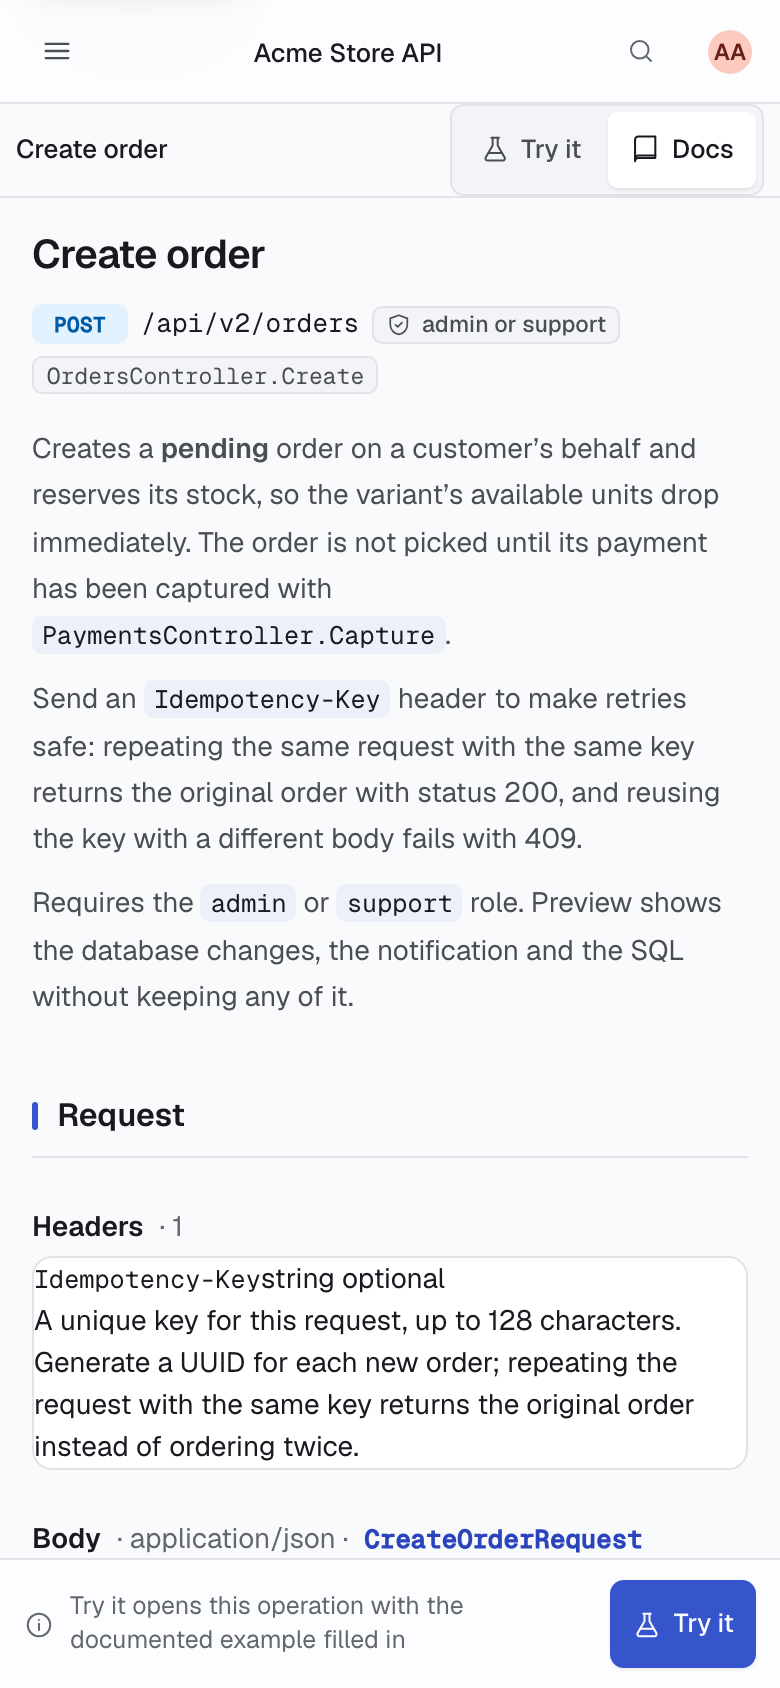 Acme Store API
AA
Create order
Try it
Docs
Create order
POST /api/v2/orders admin or support
OrdersController.Create
Creates a pending order on a customer’s behalf and
reserves its stock, so the variant’s available units drop
immediately. The order is not picked until its payment
has been captured with
PaymentsController.Capture.
Send an Idempotency-Key header to make retries
safe: repeating the same request with the same key
returns the original order with status 200, and reusing
the key with a different body fails with 409.
Requires the admin or support role. Preview shows
the database changes, the notification and the SQL
without keeping any of it.
Request
Headers · 1
Idempotency-Keystring optional
A unique key for this request, up to 128 characters.
Generate a UUID for each new order; repeating the
request with the same key returns the original order
instead of ordering twice.
Body · application/json · CreateOrderRequest
Try it opens this operation with the
documented example filled in
Try it